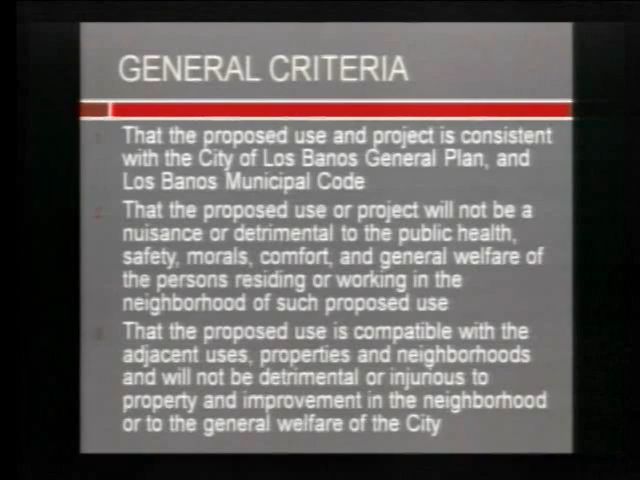 GENERAL CRITERIA
That the proposed use and project is consistent
with the City of Los Banos General Plan, and
Los Banos Municipal Code
That the proposed use or project will not be a
nuisance or detrimental to the public health,
safety, morals, comfort, and general welfare of
the persons residing or working in the
neighborhood of such proposed use
That the proposed use is compatible with the
adjacent uses, properties and neighborhoods
and will not be detrimental or injurious to
property and improvement in the neighborhood
or to the general welfare of the City